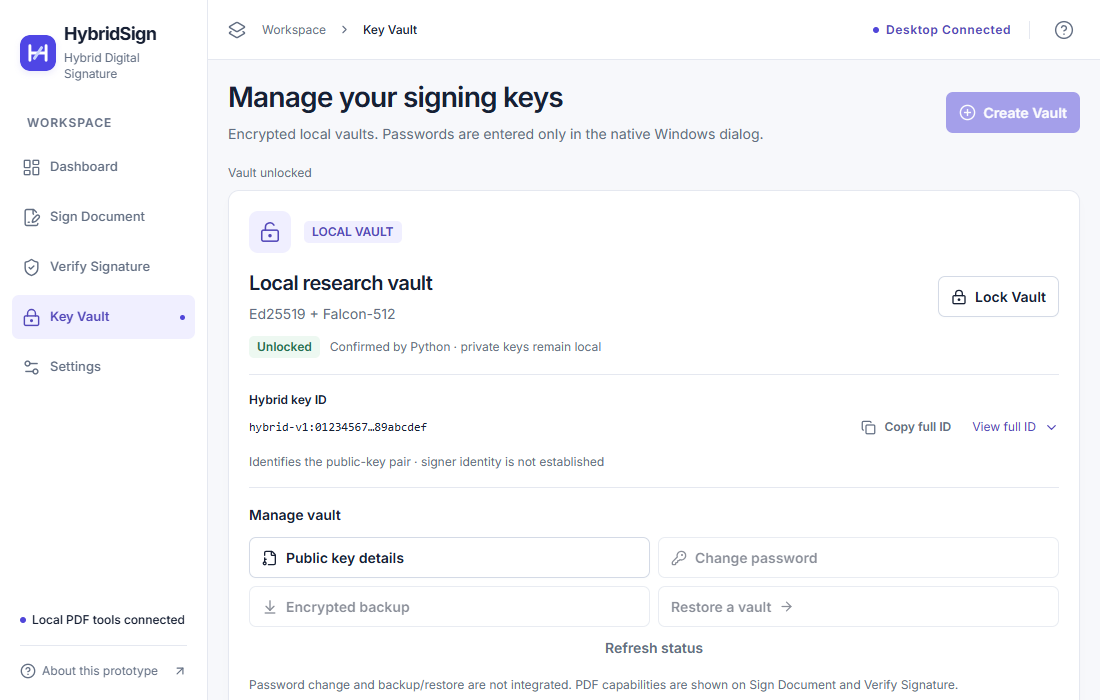 HybridSign
Hybrid Digital
Signature
WORKSPACE
Dashboard
Sign Document
Verify Signature
Key Vault
Settings
Local PDF tools connected
About this prototype
Workspace
Key Vault
Desktop Connected
Manage your signing keys
Encrypted local vaults. Passwords are entered only in the native Windows dialog.
Create Vault
Vault unlocked
LOCAL VAULT
Local research vault
Ed25519 + Falcon-512
Lock Vault
Unlocked
Confirmed by Python · private keys remain local
Hybrid key ID
hybrid-v1:01234567…89abcdef
Copy full ID
View full ID
Identifies the public-key pair · signer identity is not established
Manage vault
Public key details
Change password
Encrypted backup
Restore a vault →
Refresh status
Password change and backup/restore are not integrated. PDF capabilities are shown on Sign Document and Verify Signature.